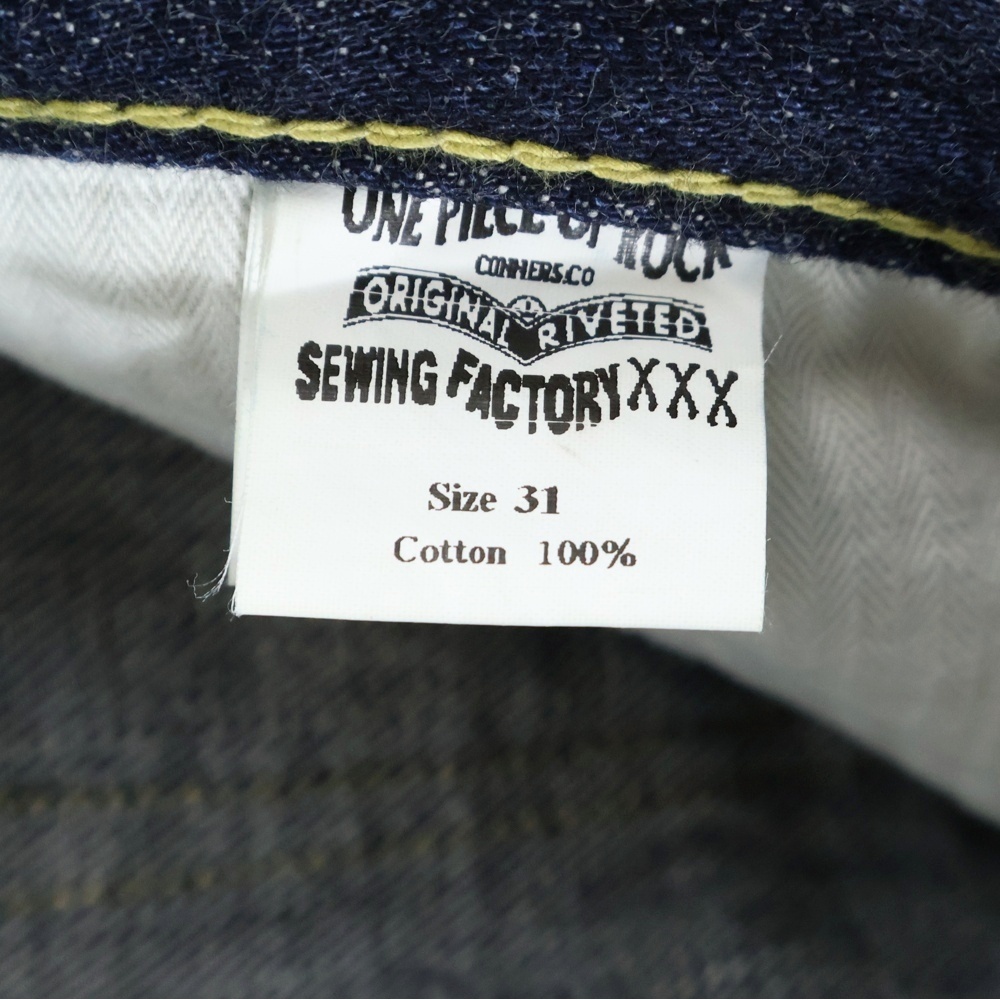 ONE PIECE OF ROCK
CONNERS.CO
ORIGINAL RIVETED
SEWING FACTORY XXX
Size 31
Cotton 100%